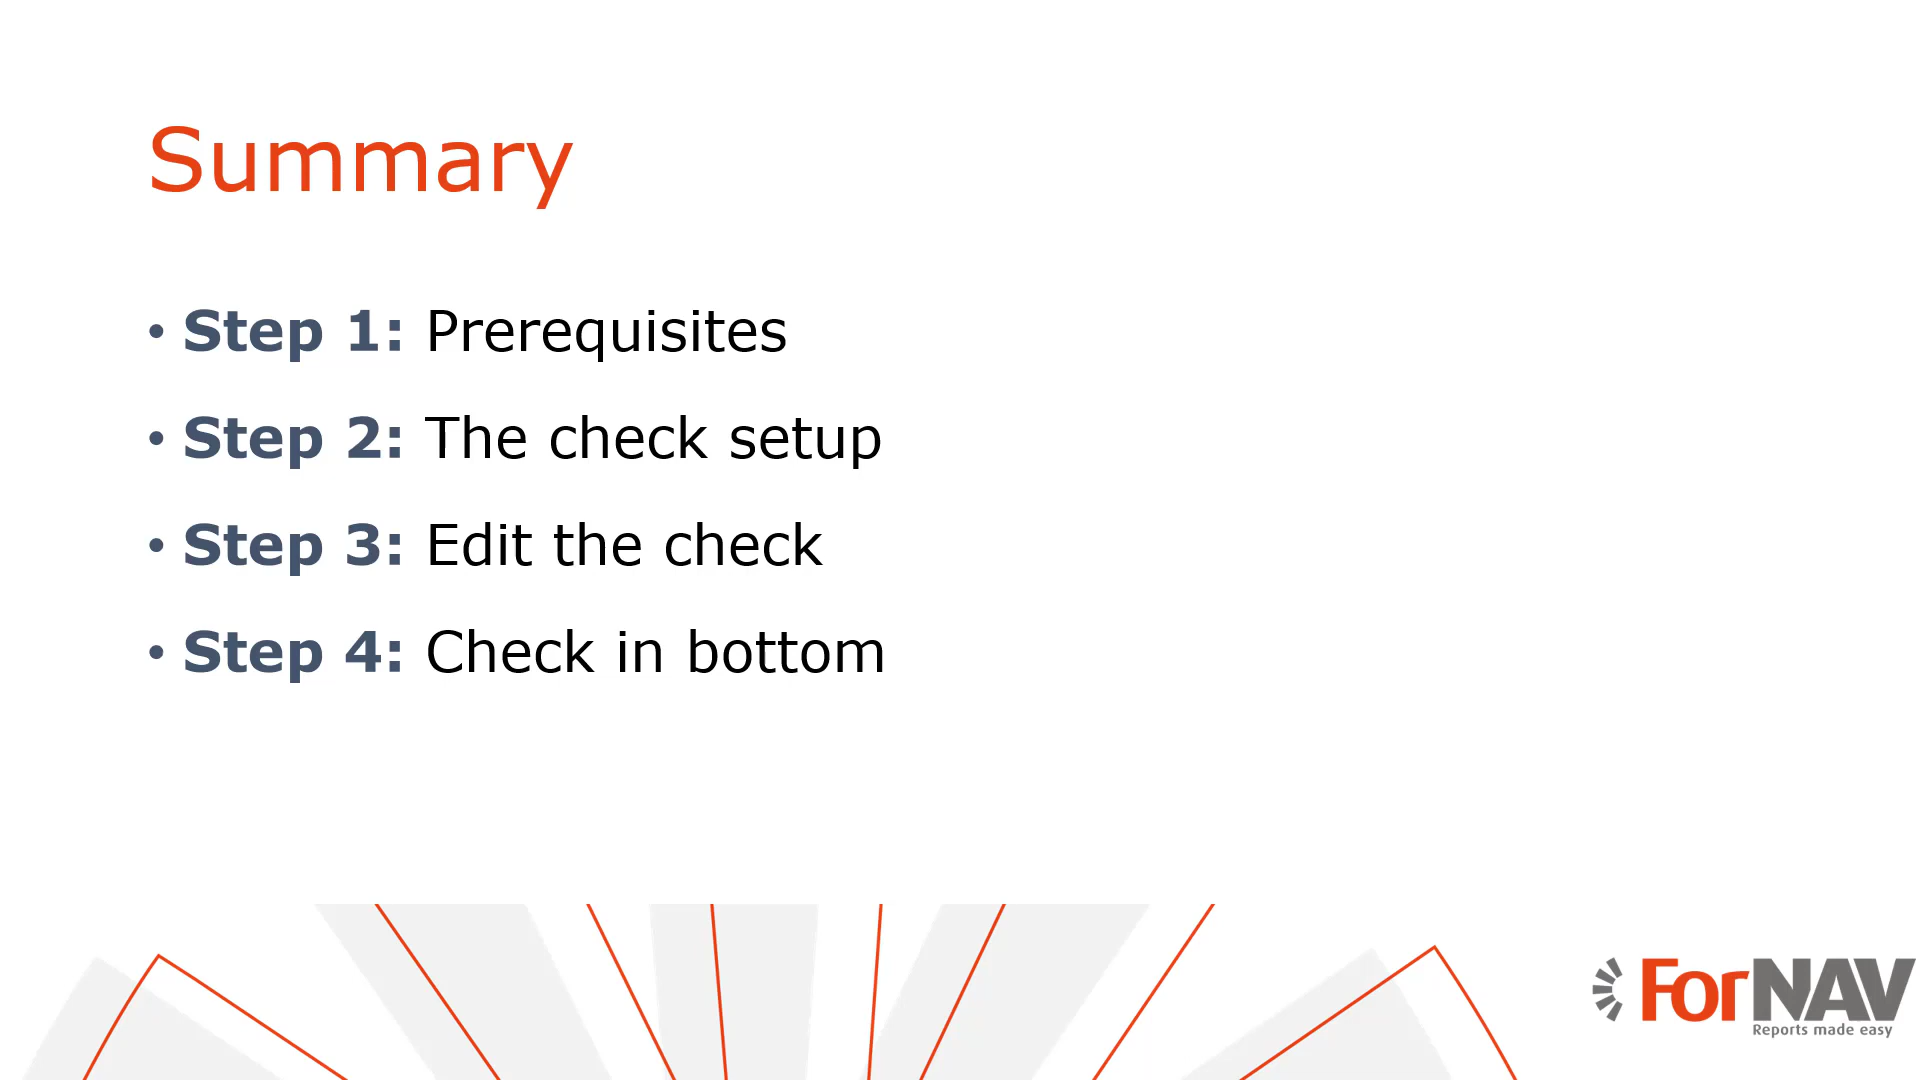 Summary
• Step 1: Prerequisites
• Step 2: The check setup
• Step 3: Edit the check
• Step 4: Check in bottom
ForNAV
Reports made easy